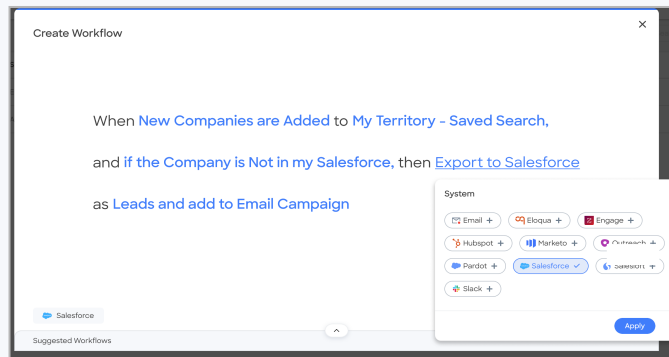 Create Workflow
When New Companies are Added to My Territory - Saved Search,
and if the Company is Not in my Salesforce, then Export to Salesforce
as Leads and add to Email Campaign
System
Email +
Eloqua +
Engage +
Hubspot +
Marketo +
Outreach +
Pardot +
Salesforce ✓
Salesloft +
Slack +
Apply
Salesforce
Suggested Workflows